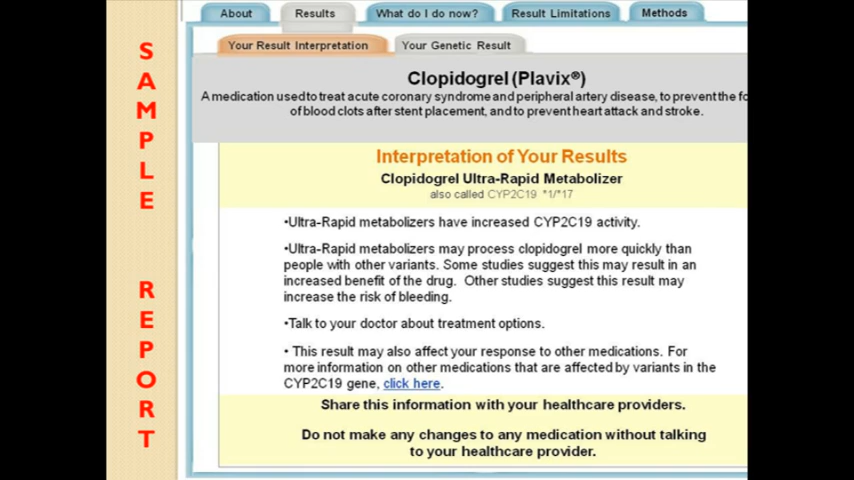 SAMPLE REPORT
About
Results
What do I do now?
Result Limitations
Methods
Your Result Interpretation
Your Genetic Result
Clopidogrel (Plavix®)
A medication used to treat acute coronary syndrome and peripheral artery disease, to prevent the
of blood clots after stent placement, and to prevent heart attack and stroke.
Interpretation of Your Results
Clopidogrel Ultra-Rapid Metabolizer
also called CYP2C19 *1/*17
•Ultra-Rapid metabolizers have increased CYP2C19 activity.
•Ultra-Rapid metabolizers may process clopidogrel more quickly than
people with other variants. Some studies suggest this may result in an
increased benefit of the drug. Other studies suggest this result may
increase the risk of bleeding.
•Talk to your doctor about treatment options.
• This result may also affect your response to other medications. For
more information on other medications that are affected by variants in the
CYP2C19 gene, click here.
Share this information with your healthcare providers.
Do not make any changes to any medication without talking
to your healthcare provider.